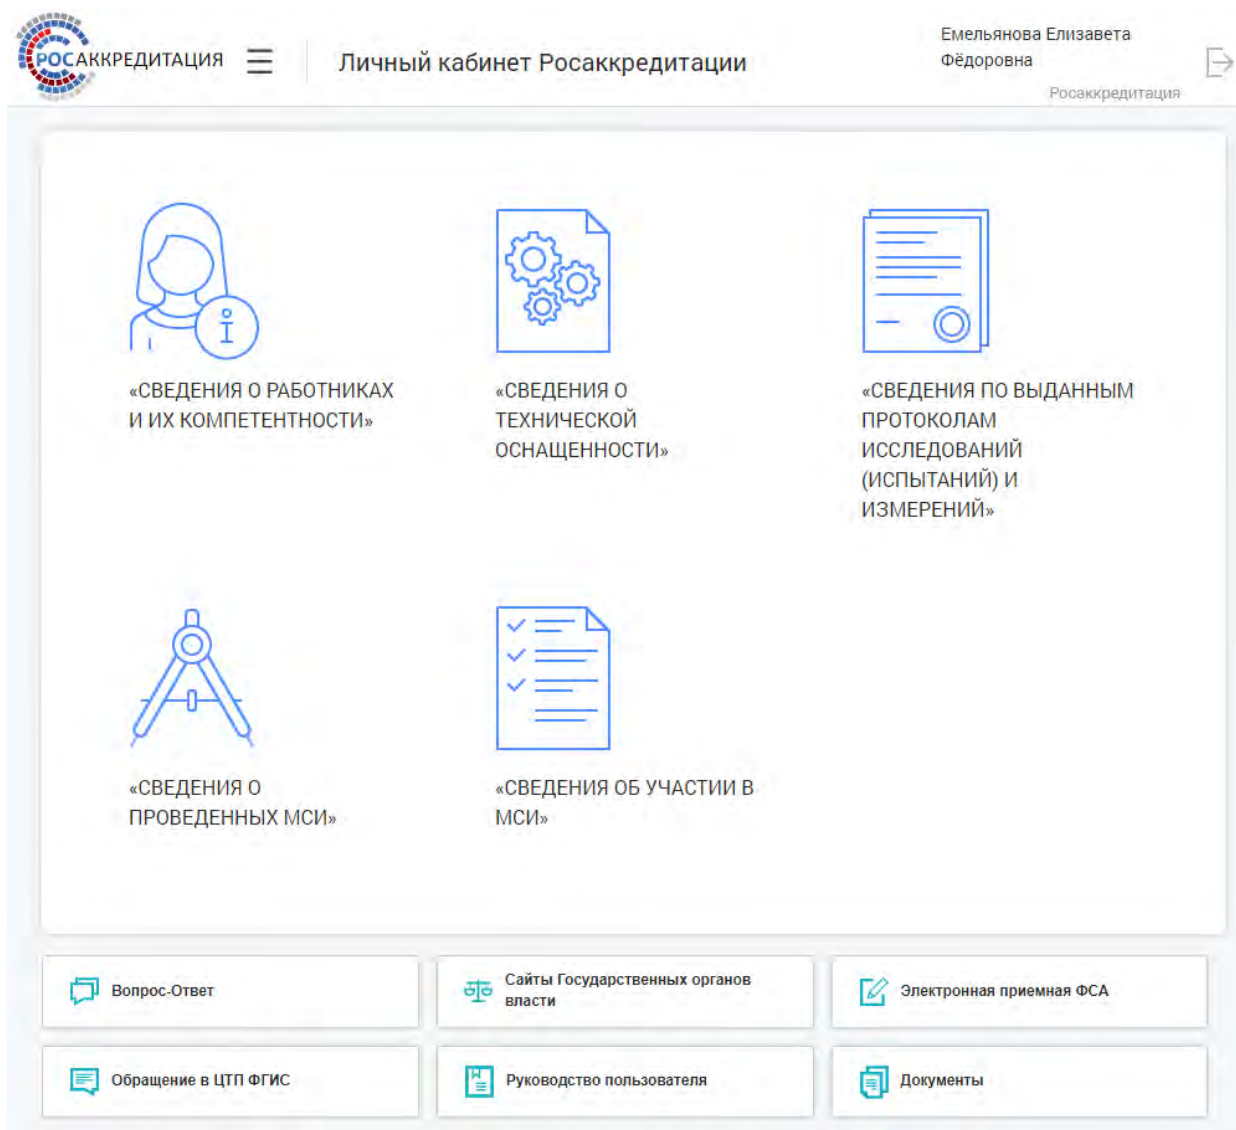 РОСАККРЕДИТАЦИЯ
Личный кабинет Росаккредитации
Емельянова Елизавета
Фёдоровна
Росаккредитация
«СВЕДЕНИЯ О РАБОТНИКАХ
И ИХ КОМПЕТЕНТНОСТИ»
«СВЕДЕНИЯ О
ТЕХНИЧЕСКОЙ
ОСНАЩЕННОСТИ»
«СВЕДЕНИЯ ПО ВЫДАННЫМ
ПРОТОКОЛАМ
ИССЛЕДОВАНИЙ
(ИСПЫТАНИЙ) И
ИЗМЕРЕНИЙ»
«СВЕДЕНИЯ О
ПРОВЕДЕННЫХ МСИ»
«СВЕДЕНИЯ ОБ УЧАСТИИ В
МСИ»
Вопрос-Ответ
Сайты Государственных органов
власти
Электронная приемная ФСА
Обращение в ЦТП ФГИС
Руководство пользователя
Документы